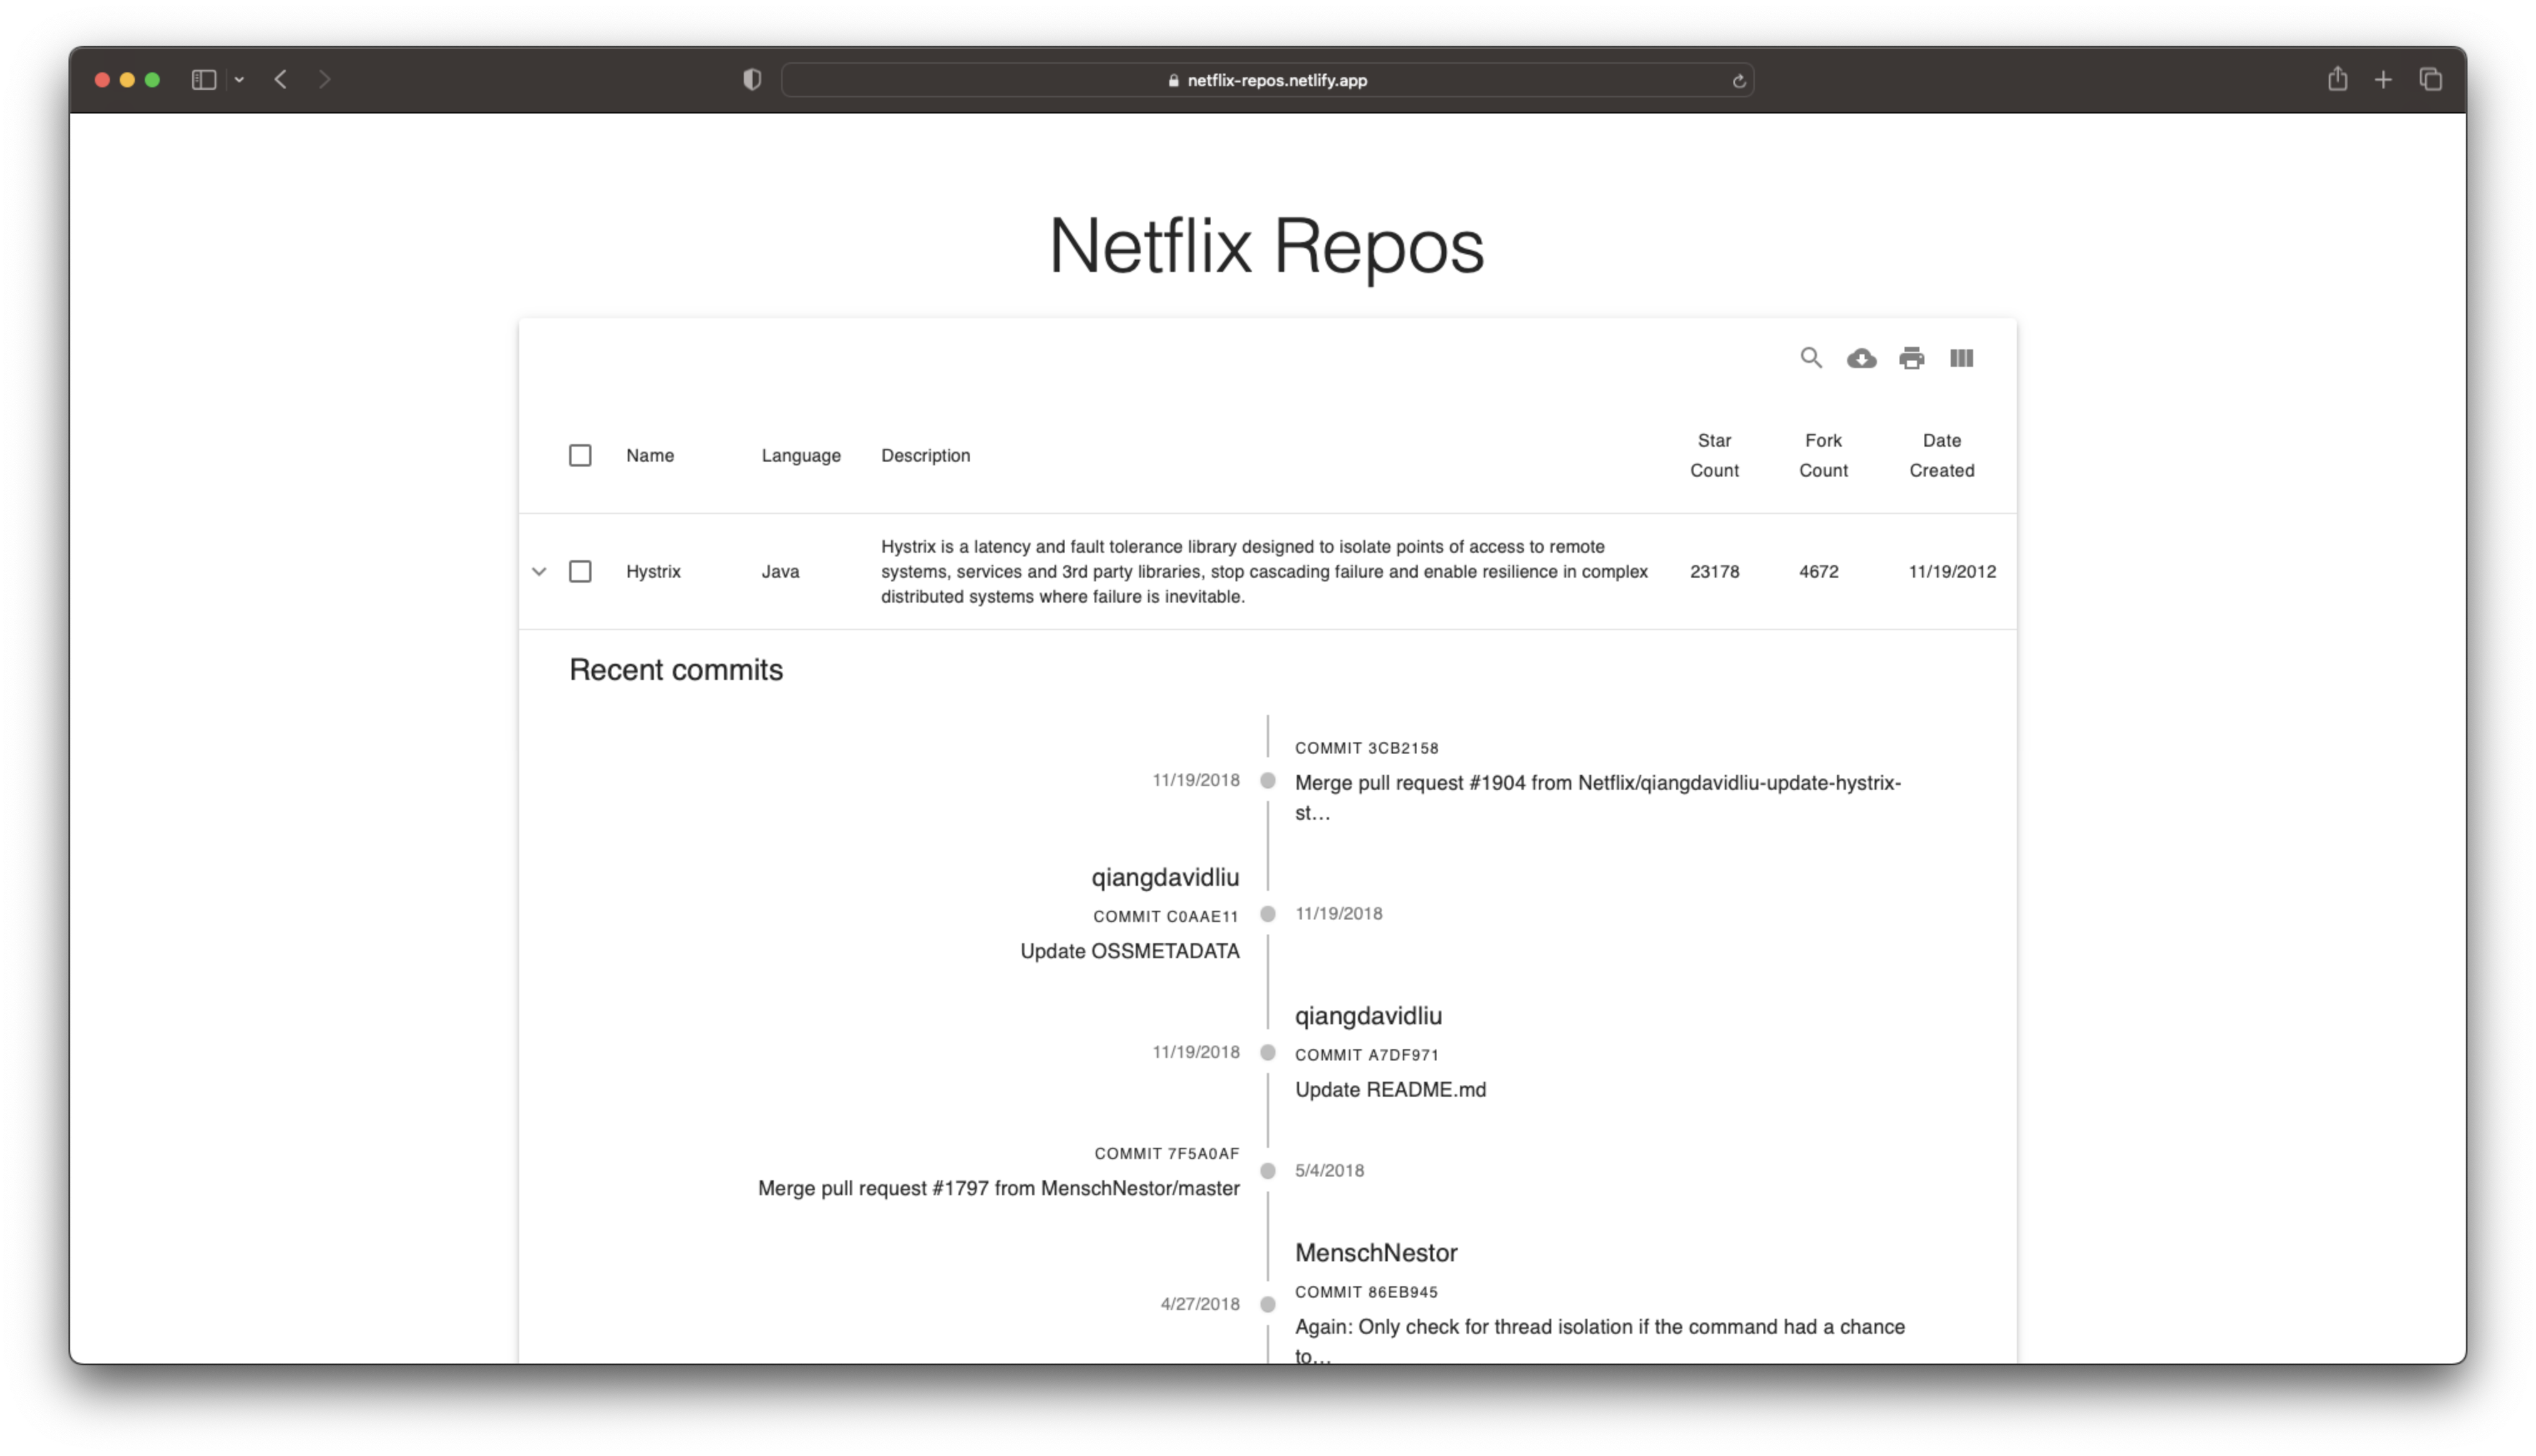 netflix-repos.netlify.app
Netflix Repos
Name Language Description Star Count Fork Count Date Created
Hystrix Java Hystrix is a latency and fault tolerance library designed to isolate points of access to remote
systems, services and 3rd party libraries, stop cascading failure and enable resilience in complex
distributed systems where failure is inevitable.
23178 4672 11/19/2012
Recent commits
COMMIT 3CB2158
11/19/2018
Merge pull request #1904 from Netflix/qiangdavidliu-update-hystrix-
st…
qiangdavidliu
COMMIT C0AAE11
11/19/2018
Update OSSMETADATA
qiangdavidliu
11/19/2018
COMMIT A7DF971
Update README.md
COMMIT 7F5A0AF
5/4/2018
Merge pull request #1797 from MenschNestor/master
MenschNestor
COMMIT 86EB945
4/27/2018
Again: Only check for thread isolation if the command had a chance
to…